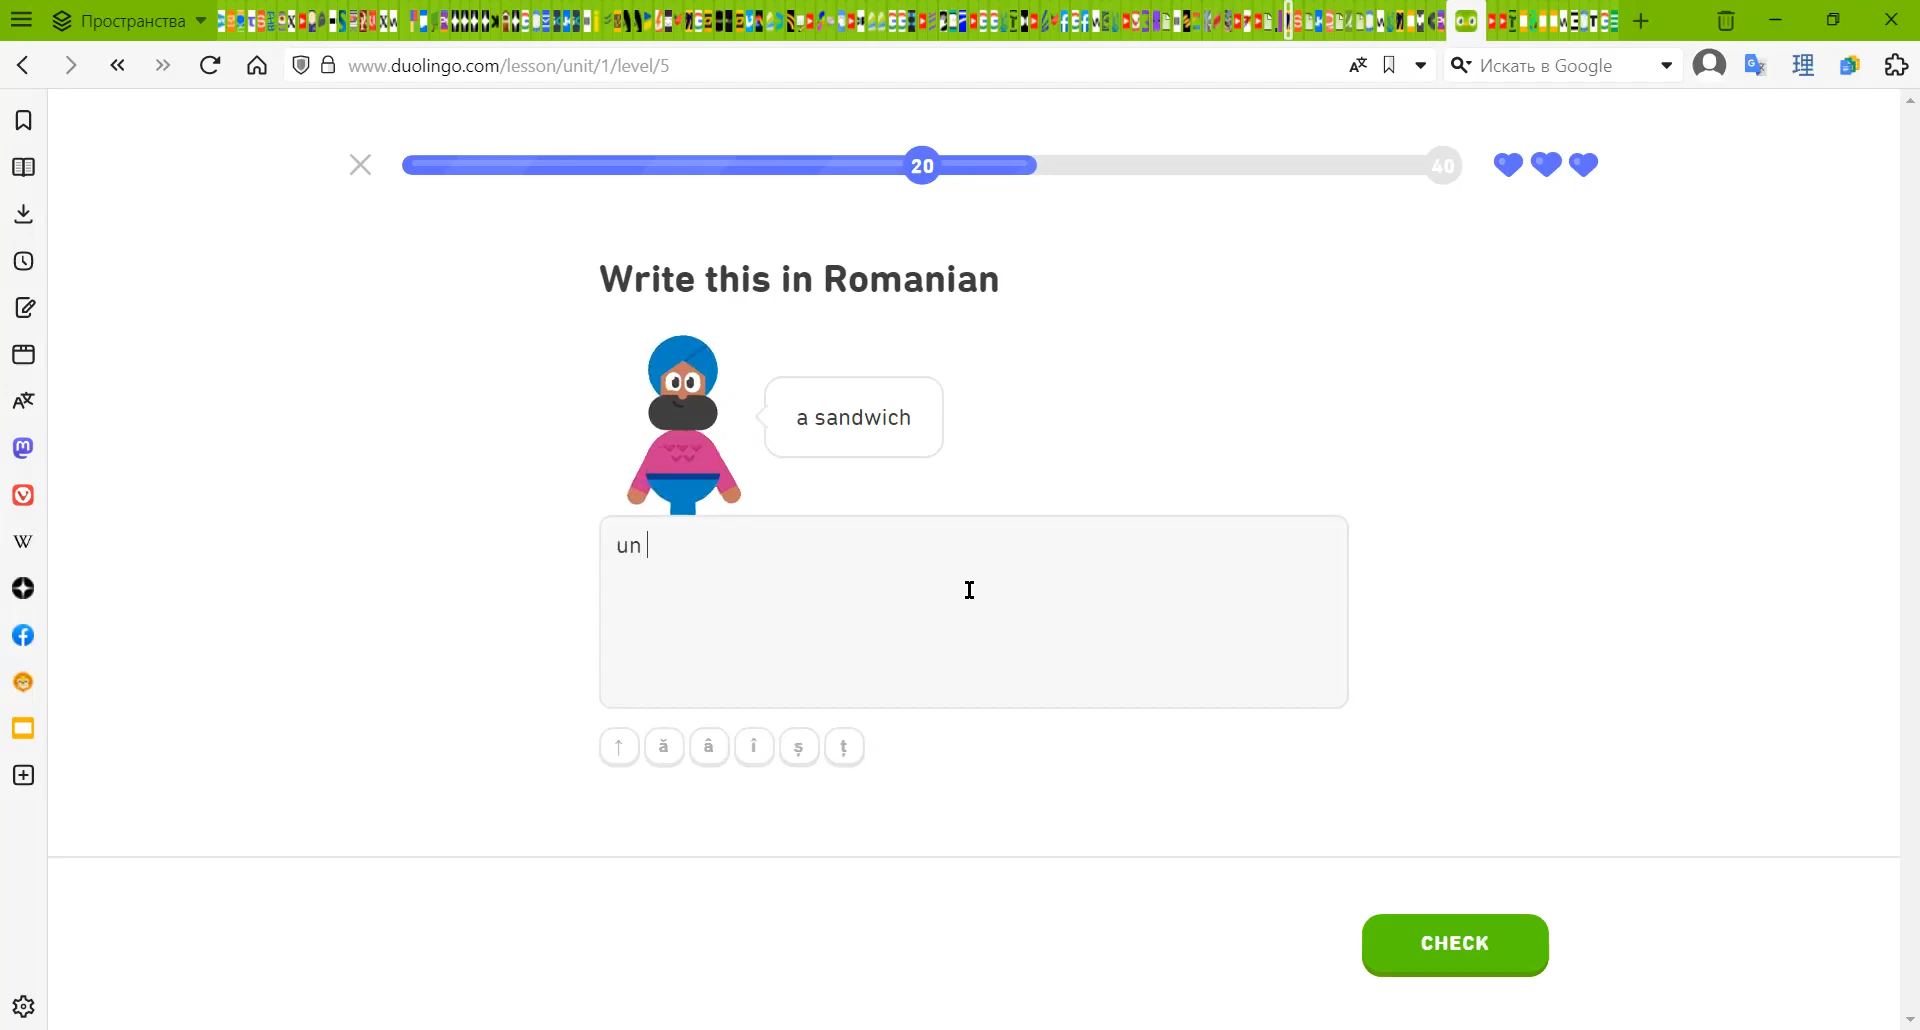 Пространства
www.duolingo.com/lesson/unit/1/level/5
Искать в Google
20
40
Write this in Romanian
a sandwich
un
↑ ă â î ș ț
CHECK